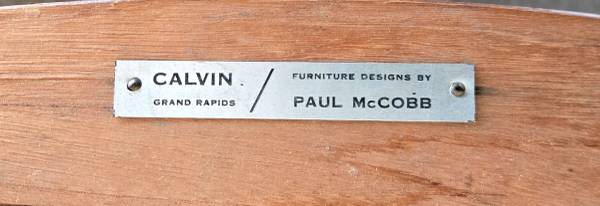 CALVIN / FURNITURE DESIGNS BY
GRAND RAPIDS PAUL McCOBB